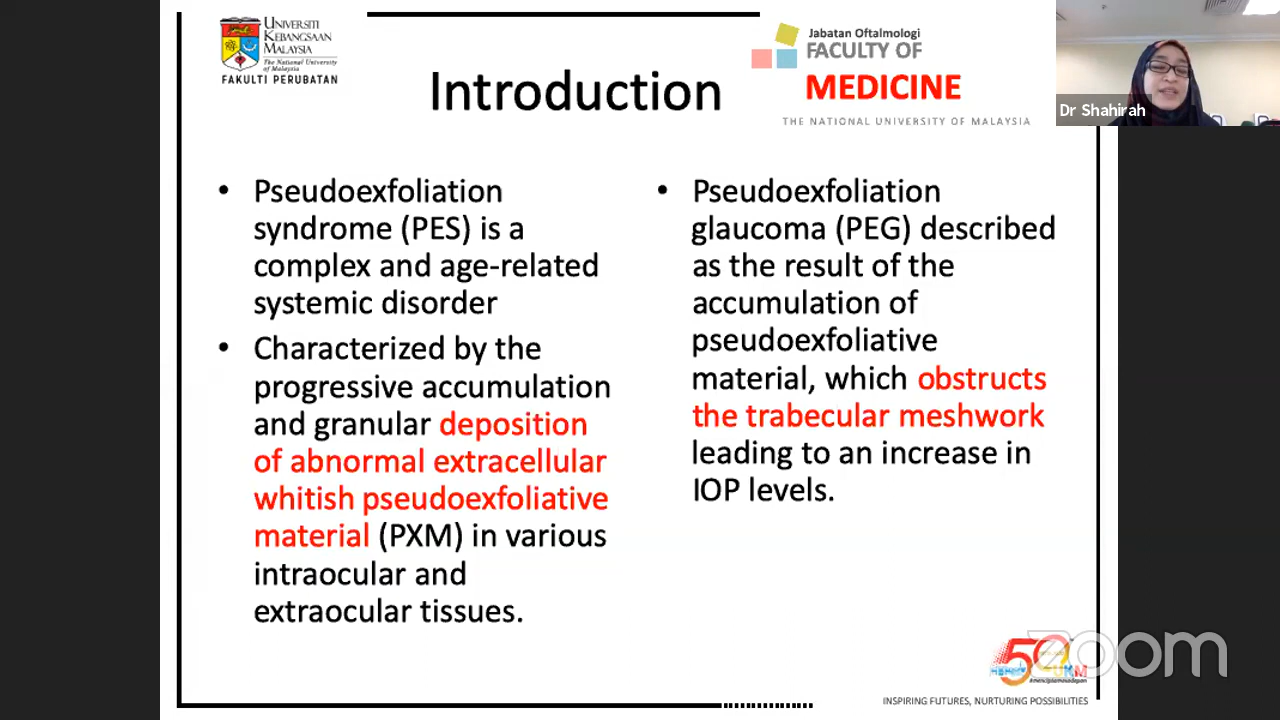 UNIVERSITI
KEBANGSAAN
MALAYSIA
The National University
of Malaysia
FAKULTI PERUBATAN
Introduction
Jabatan Oftalmologi
FACULTY OF
MEDICINE
THE NATIONAL UNIVERSITY OF MALAYSIA
Dr Shahirah
• Pseudoexfoliation
syndrome (PES) is a
complex and age-related
systemic disorder
• Characterized by the
progressive accumulation
and granular deposition
of abnormal extracellular
whitish pseudoexfoliative
material (PXM) in various
intraocular and
extraocular tissues.
• Pseudoexfoliation
glaucoma (PEG) described
as the result of the
accumulation of
pseudoexfoliative
material, which obstructs
the trabecular meshwork
leading to an increase in
IOP levels.
zoom
INSPIRING FUTURES, NURTURING POSSIBILITIES